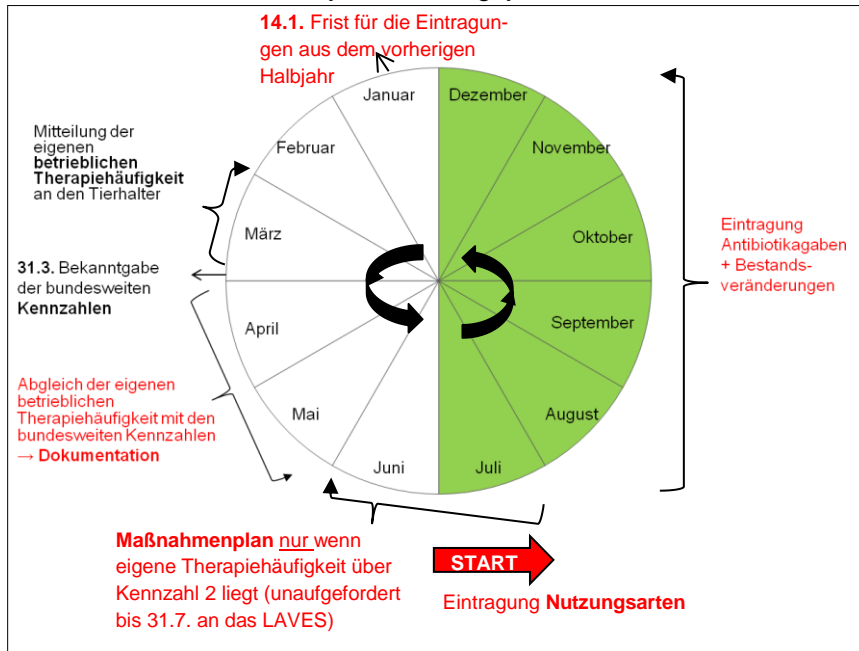 14.1. Frist für die Eintragun-
gen aus dem vorherigen
Halbjahr
Januar
Dezember
Februar
November
März
Oktober
April
September
Mai
August
Juni
Juli
Mitteilung der
eigenen
betrieblichen
Therapiehäufigkeit
an den Tierhalter
31.3. Bekanntgabe
der bundesweiten
Kennzahlen
Eintragung
Antibiotikagaben
+ Bestands-
veränderungen
Abgleich der eigenen
betrieblichen
Therapiehäufigkeit mit den
bundesweiten Kennzahlen
→ Dokumentation
Maßnahmenplan nur wenn
eigene Therapiehäufigkeit über
Kennzahl 2 liegt (unaufgefordert
bis 31.7. an das LAVES)
START
Eintragung Nutzungsarten